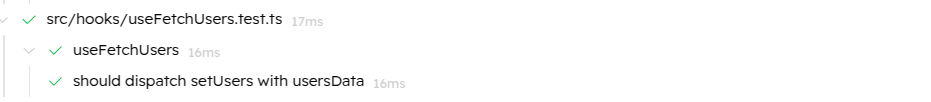 src/hooks/useFetchUsers.test.ts 17ms
useFetchUsers 16ms
should dispatch setUsers with usersData 16ms